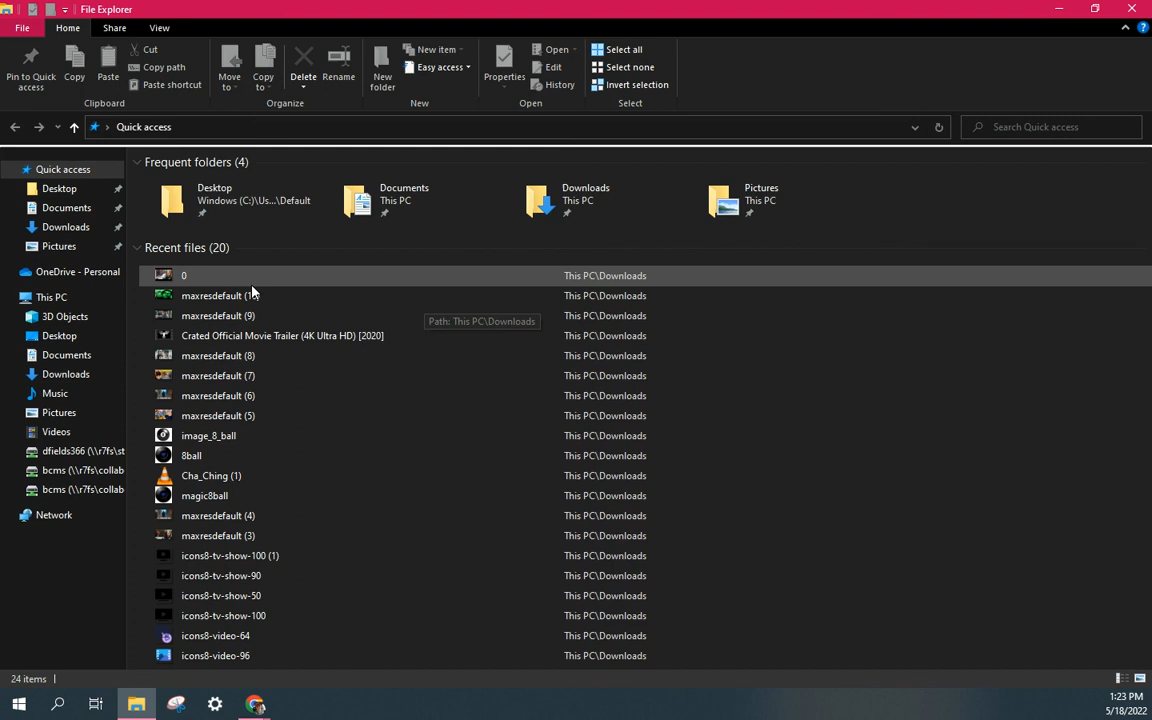 File Explorer
File Home Share View
Pin to Quick access
Copy
Paste
Cut
Copy path
Paste shortcut
Clipboard
Move to
Copy to
Delete
Rename
Organize
New folder
New item
Easy access
New
Properties
Open
Edit
History
Open
Select all
Select none
Invert selection
Select
Quick access
Search Quick access
Quick access
Desktop
Documents
Downloads
Pictures
OneDrive - Personal
This PC
3D Objects
Desktop
Documents
Downloads
Music
Pictures
Videos
dfields366 (\\r7fs\st
bcms (\\r7fs\collab
bcms (\\r7fs\collab
Network
Frequent folders (4)
Desktop
Windows (C:)\Us...\Default
Documents
This PC
Downloads
This PC
Pictures
This PC
Recent files (20)
0 This PC\Downloads
maxresdefault This PC\Downloads
maxresdefault (9) This PC\Downloads
Path: This PC\Downloads
Crated Official Movie Trailer (4K Ultra HD) [2020] This PC\Downloads
maxresdefault (8) This PC\Downloads
maxresdefault (7) This PC\Downloads
maxresdefault (6) This PC\Downloads
maxresdefault (5) This PC\Downloads
image_8_ball This PC\Downloads
8ball This PC\Downloads
Cha_Ching (1) This PC\Downloads
magic8ball This PC\Downloads
maxresdefault (4) This PC\Downloads
maxresdefault (3) This PC\Downloads
icons8-tv-show-100 (1) This PC\Downloads
icons8-tv-show-90 This PC\Downloads
icons8-tv-show-50 This PC\Downloads
icons8-tv-show-100 This PC\Downloads
icons8-video-64 This PC\Downloads
icons8-video-96 This PC\Downloads
24 items
1:23 PM
5/18/2022